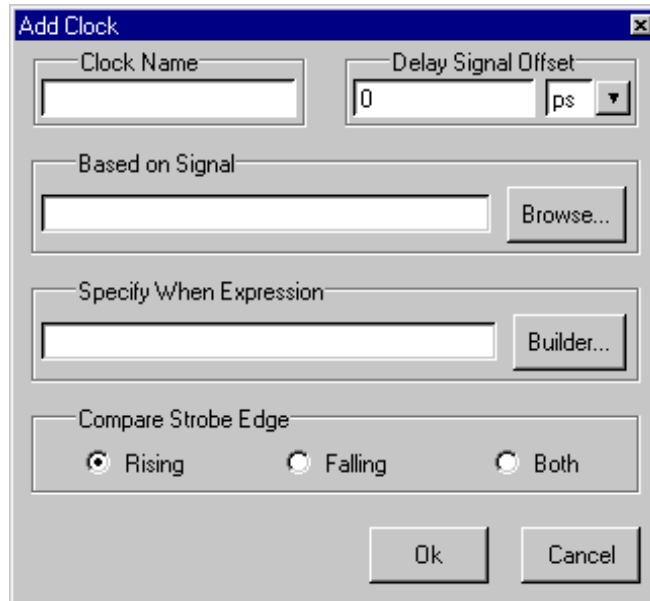 Add Clock
Clock Name
Delay Signal Offset
0
ps
Based on Signal
Browse...
Specify When Expression
Builder...
Compare Strobe Edge
Rising
Falling
Both
Ok
Cancel